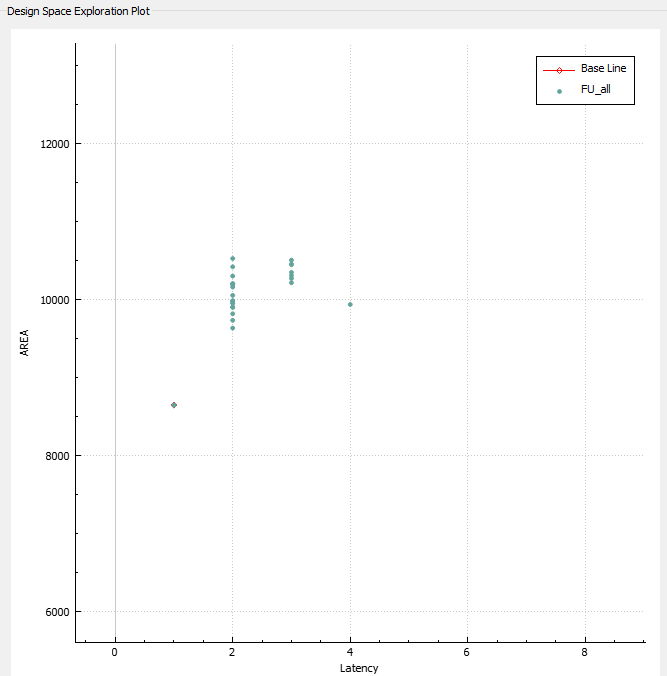 Design Space Exploration Plot
Base Line
FU_all
12000
10000
8000
6000
AREA
0 2 4 6 8
Latency